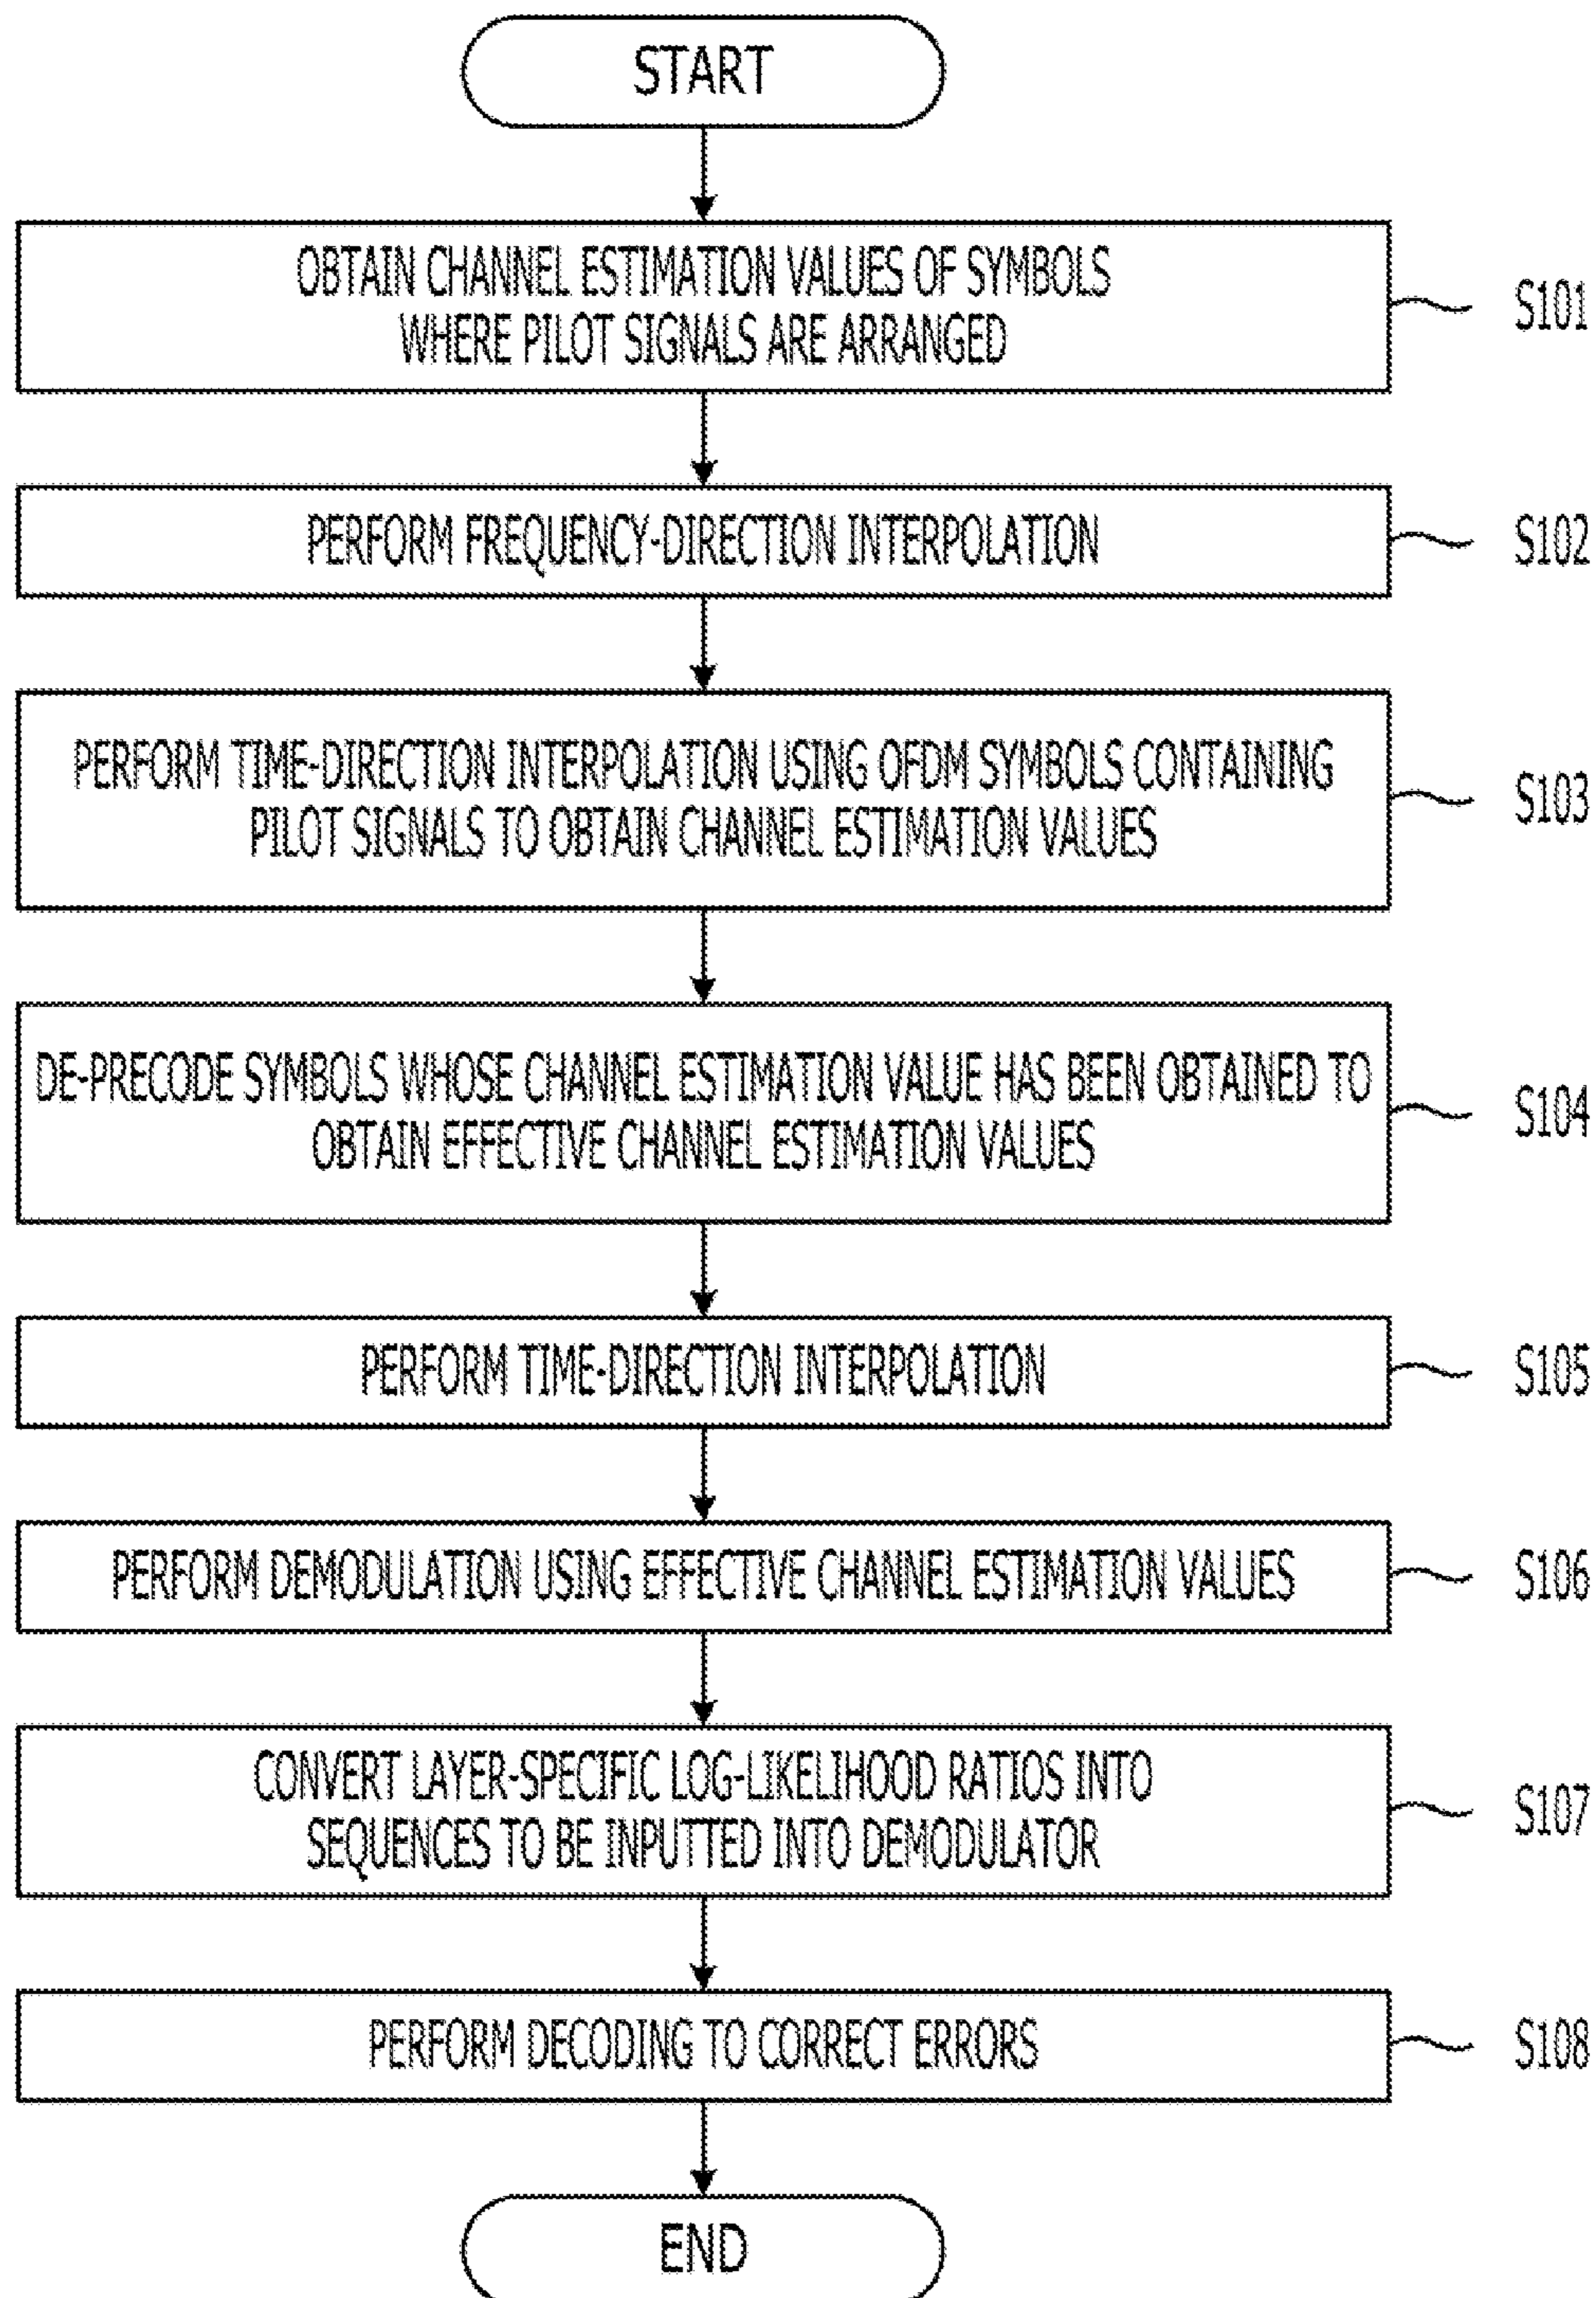 START
OBTAIN CHANNEL ESTIMATION VALUES OF SYMBOLS
WHERE PILOT SIGNALS ARE ARRANGED
S101
PERFORM FREQUENCY-DIRECTION INTERPOLATION
S102
PERFORM TIME-DIRECTION INTERPOLATION USING OFDM SYMBOLS CONTAINING
PILOT SIGNALS TO OBTAIN CHANNEL ESTIMATION VALUES
S103
DE-PRECODE SYMBOLS WHOSE CHANNEL ESTIMATION VALUE HAS BEEN OBTAINED TO
OBTAIN EFFECTIVE CHANNEL ESTIMATION VALUES
S104
PERFORM TIME-DIRECTION INTERPOLATION
S105
PERFORM DEMODULATION USING EFFECTIVE CHANNEL ESTIMATION VALUES
S106
CONVERT LAYER-SPECIFIC LOG-LIKELIHOOD RATIOS INTO
SEQUENCES TO BE INPUTTED INTO DEMODULATOR
S107
PERFORM DECODING TO CORRECT ERRORS
S108
END